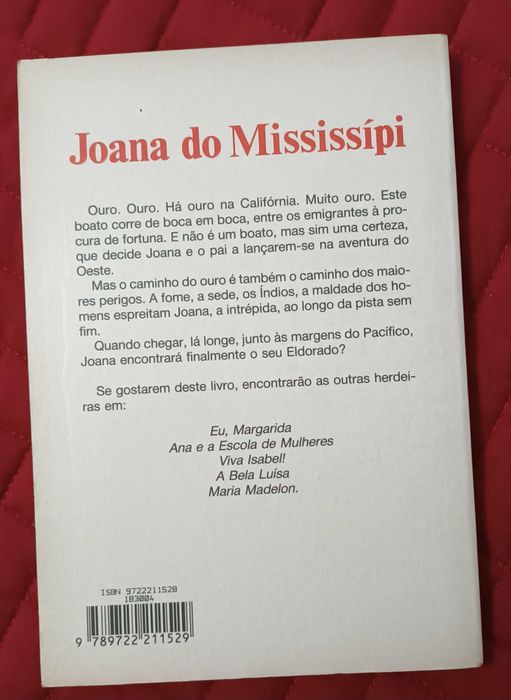 Joana do Mississípi
Ouro. Ouro. Há ouro na Califórnia. Muito ouro. Este
boato corre de boca em boca, entre os emigrantes à pro-
cura de fortuna. E não é um boato, mas sim uma certeza,
que decide Joana e o pai a lançarem-se na aventura do
Oeste.
Mas o caminho do ouro é também o caminho dos maio-
res perigos. A fome, a sede, os Índios, a maldade dos ho-
mens espreitam Joana, a intrépida, ao longo da pista sem
fim.
Quando chegar, lá longe, junto às margens do Pacífico,
Joana encontrará finalmente o seu Eldorado?
Se gostarem deste livro, encontrarão as outras herdei-
ras em:
Eu, Margarida
Ana e a Escola de Mulheres
Viva Isabel!
A Bela Luísa
Maria Madelon.
ISBN 9722211528
183004
9 789722 211529